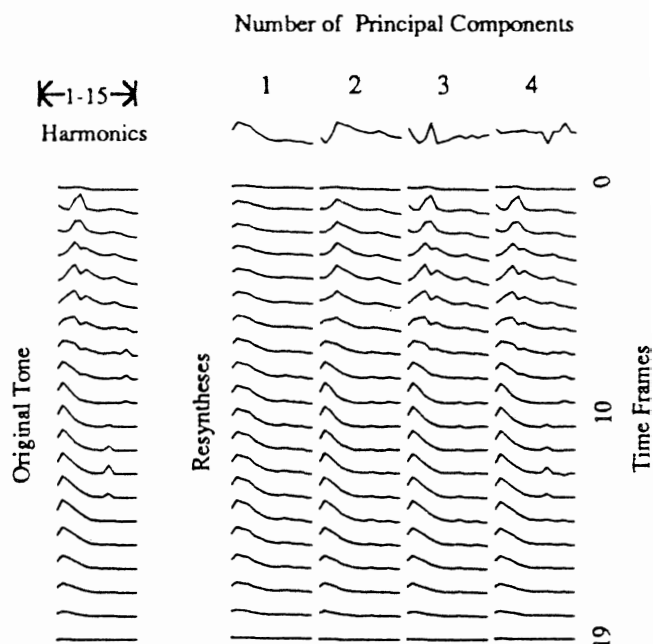 Number of Principal Components
1-15
Harmonics
1 2 3 4
0
10
19
Original Tone
Resyntheses
Time Frames